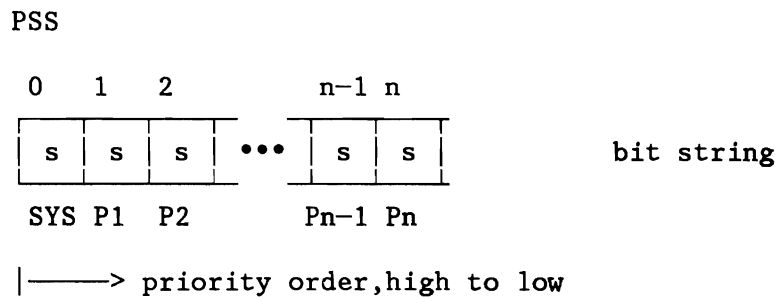 PSS
0 1 2 n-1 n
s s s ••• s s bit string
SYS P1 P2 Pn-1 Pn
|----> priority order,high to low